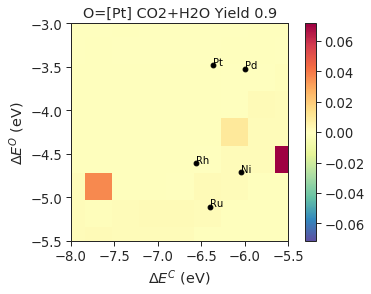 O=[Pt] CO2+H2O Yield 0.9
−3.0
−3.5
−4.0
−4.5
−5.0
−5.5
ΔE^O (eV)
Pt
Pd
Rh
Ni
Ru
−8.0 −7.5 −7.0 −6.5 −6.0 −5.5
ΔE^C (eV)
0.06
0.04
0.02
0.00
−0.02
−0.04
−0.06